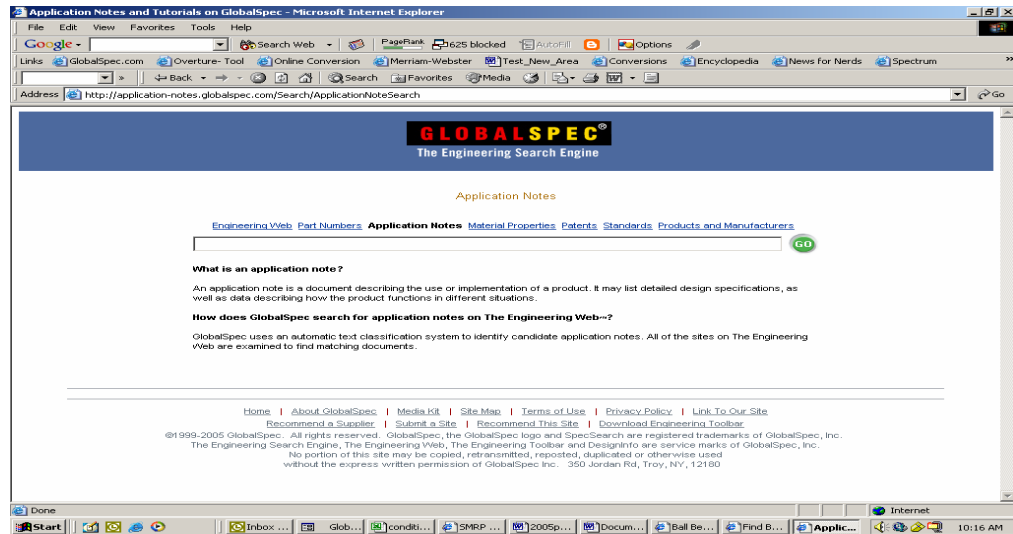 Application Notes and Tutorials on GlobalSpec - Microsoft Internet Explorer
File Edit View Favorites Tools Help
Google - Search Web PageRank 625 blocked AutoFill Options
Links GlobalSpec.com Overture- Tool Online Conversion Merriam-Webster Test_New_Area Conversions Encyclopedia News for Nerds Spectrum »
» Back Search Favorites Media
Address http://application-notes.globalspec.com/Search/ApplicationNoteSearch Go
GLOBALSPEC®
The Engineering Search Engine
Application Notes
Engineering Web Part Numbers Application Notes Material Properties Patents Standards Products and Manufacturers
GO
What is an application note?
An application note is a document describing the use or implementation of a product. It may list detailed design specifications, as
well as data describing how the product functions in different situations.
How does GlobalSpec search for application notes on The Engineering Web℠?
GlobalSpec uses an automatic text classification system to identify candidate application notes. All of the sites on The Engineering
Web are examined to find matching documents.
Home | About GlobalSpec | Media Kit | Site Map | Terms of Use | Privacy Policy | Link To Our Site
Recommend a Supplier | Submit a Site | Recommend This Site | Download Engineering Toolbar
©1999-2005 GlobalSpec. All rights reserved. GlobalSpec, the GlobalSpec logo and SpecSearch are registered trademarks of GlobalSpec, Inc.
The Engineering Search Engine, The Engineering Web, The Engineering Toolbar and DesignInfo are service marks of GlobalSpec, Inc.
No portion of this site may be copied, retransmitted, reposted, duplicated or otherwise used
without the express written permission of GlobalSpec Inc. 350 Jordan Rd, Troy, NY, 12180
Done Internet
Start Inbox ... Glob... conditi... SMRP ... 2005p... Docum... Ball Be... Find B... Applic... 10:16 AM